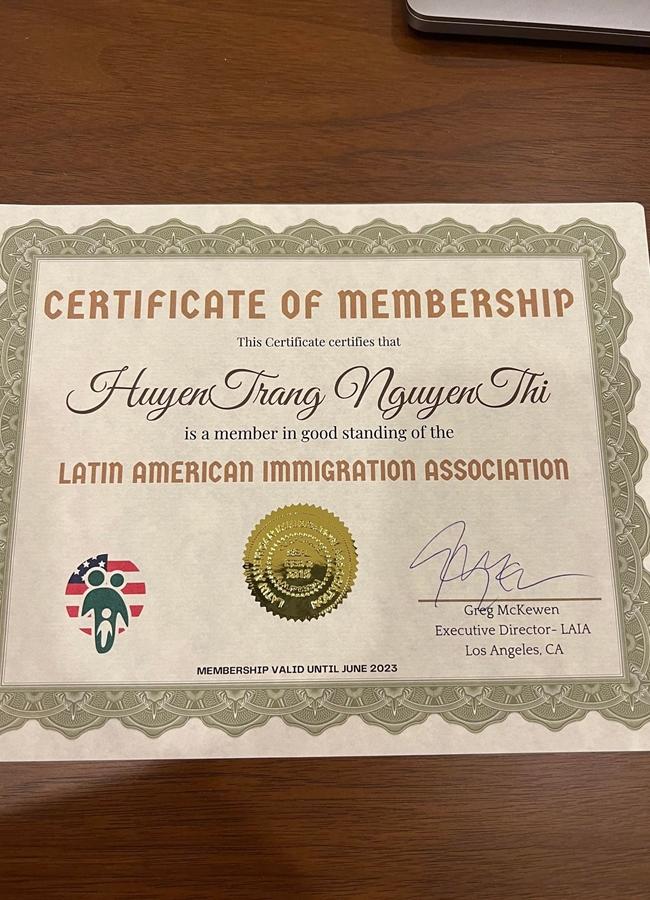 CERTIFICATE OF MEMBERSHIP
This Certificate certifies that
HuyenTrang NguyenThi
is a member in good standing of the
LATIN AMERICAN IMMIGRATION ASSOCIATION
Greg McKewen
Executive Director- LAIA
Los Angeles, CA
MEMBERSHIP VALID UNTIL JUNE 2023